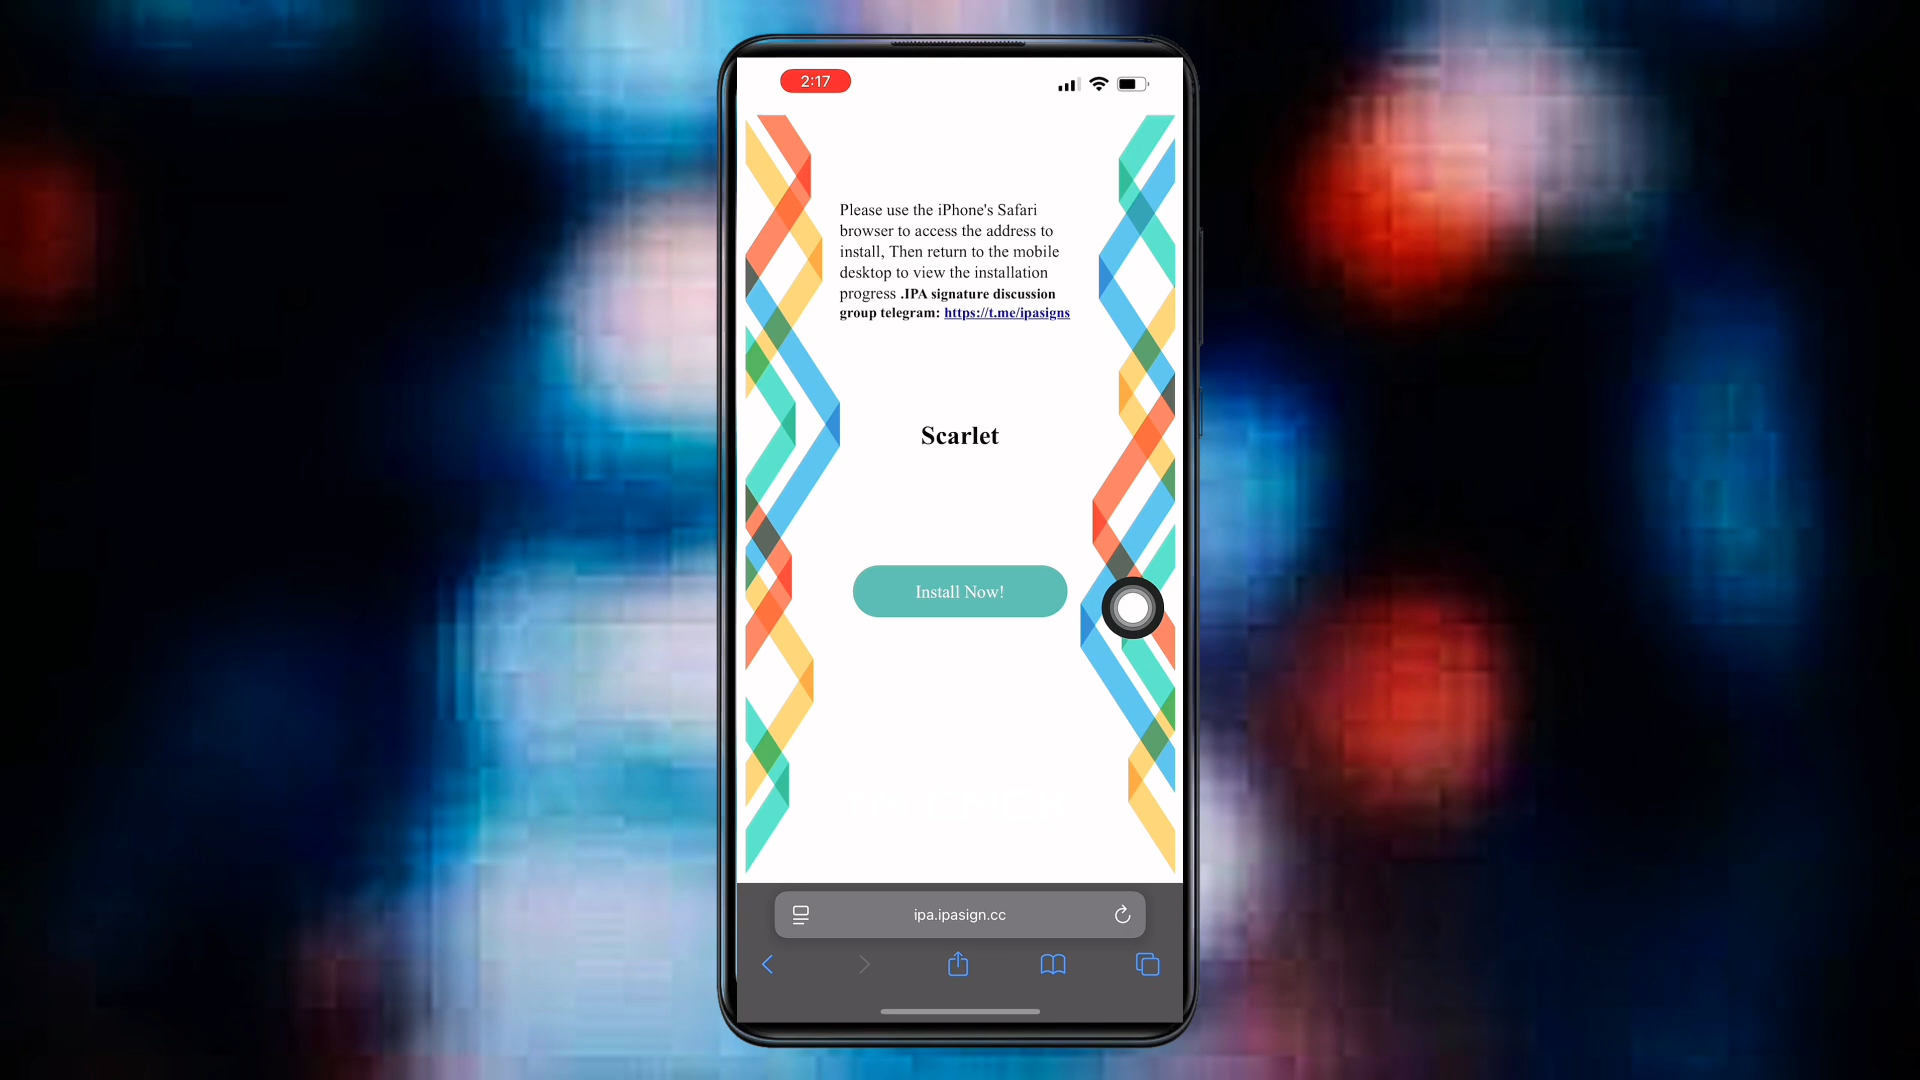 2:17
Please use the iPhone's Safari
browser to access the address to
install, Then return to the mobile
desktop to view the installation
progress .IPA signature discussion
group telegram: https://t.me/ipasigns
Scarlet
Install Now!
ipa.ipasign.cc